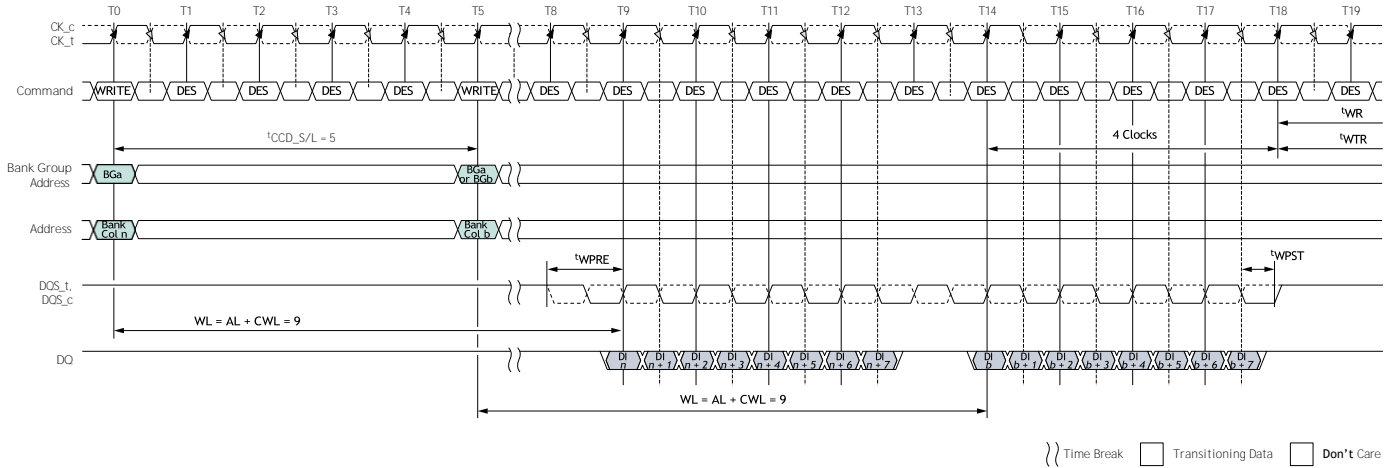 T0 T1 T2 T3 T4 T5 T8 T9 T10 T11 T12 T13 T14 T15 T16 T17 T18 T19
CK_c
CK_t
Command WRITE DES DES DES DES WRITE DES DES DES DES DES DES DES DES DES DES DES DES
tWR
tCCD_S/L = 5 4 Clocks tWTR
Bank Group
Address
BGa
BGa
or BGb
Address
Bank
Col n
Bank
Col b
tWPRE tWPST
DQS_t,
DQS_c
WL = AL + CWL = 9
DQ
DI
n
DI
n + 1
DI
n + 2
DI
n + 3
DI
n + 4
DI
n + 5
DI
n + 6
DI
n + 7
DI
b
DI
b + 1
DI
b + 2
DI
b + 3
DI
b + 4
DI
b + 5
DI
b + 6
DI
b + 7
WL = AL + CWL = 9
Time Break Transitioning Data Don't Care